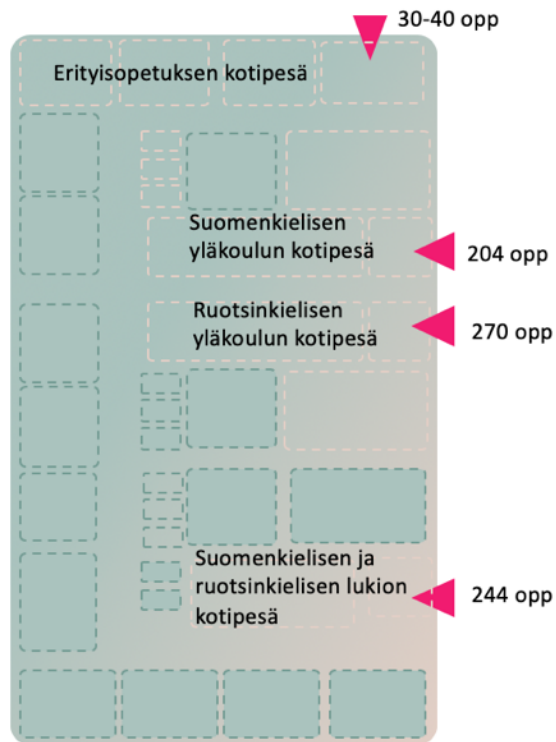 30-40 opp
Erityisopetuksen kotipesä
Suomenkielisen
yläkoulun kotipesä
204 opp
Ruotsinkielisen
yläkoulun kotipesä
270 opp
Suomenkielisen ja
ruotsinkielisen lukion
kotipesä
244 opp